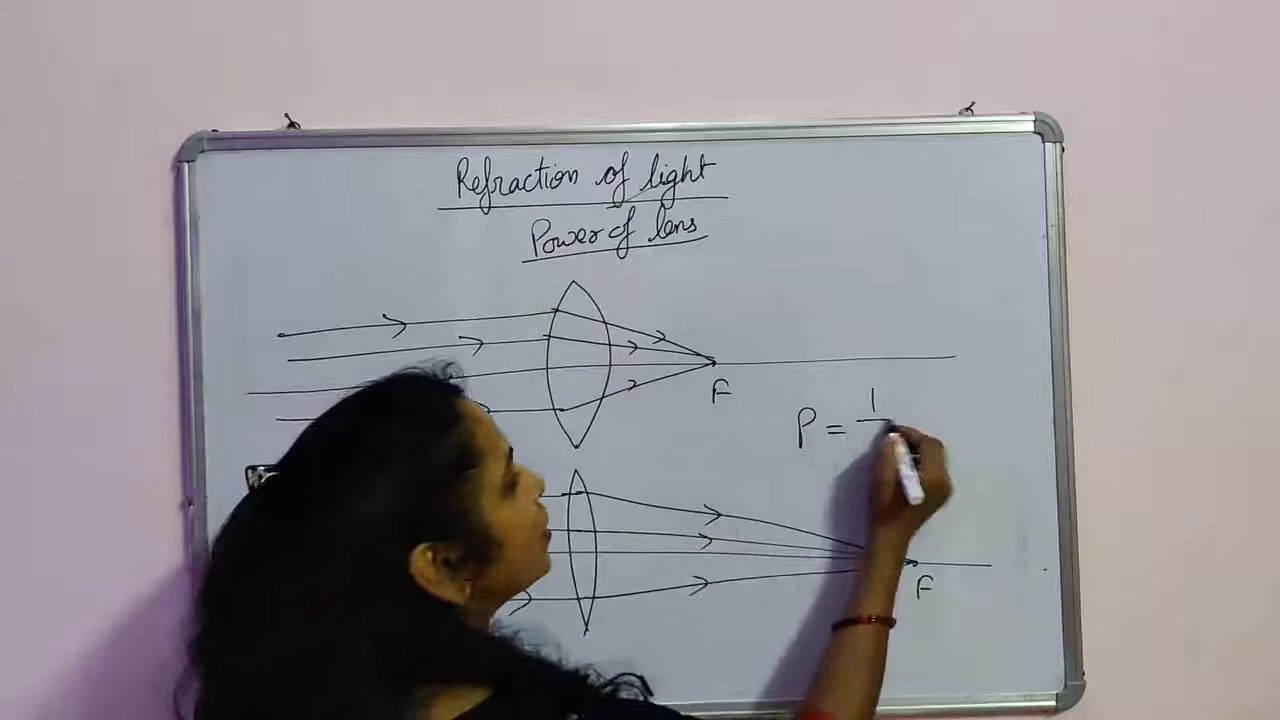 Refraction of light
Power of lens
F
P = 1
F